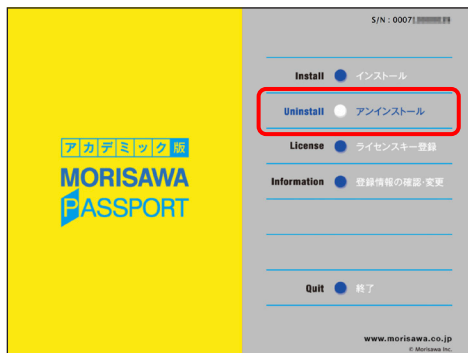 S/N : 0007
Install インストール
Uninstall アンインストール
License ライセンスキー登録
Information 登録情報の確認・変更
アカデミック版
MORISAWA
PASSPORT
Quit 終了
www.morisawa.co.jp
© Morisawa Inc.